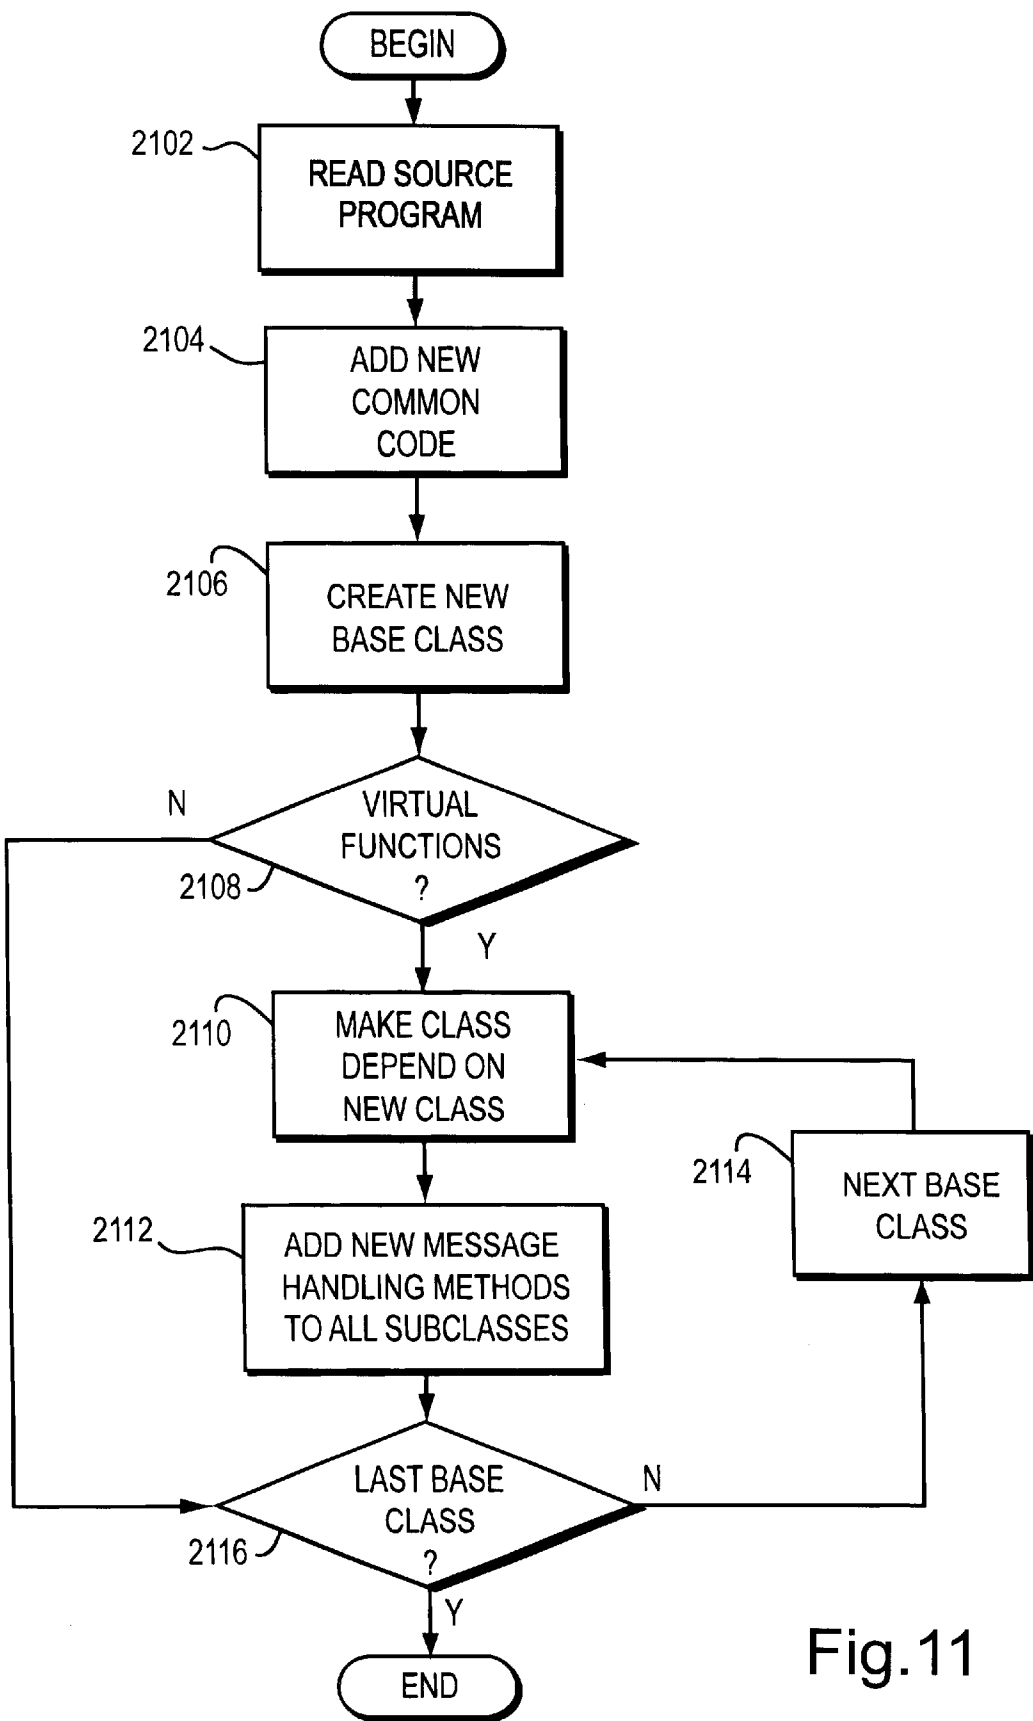 BEGIN
2102
READ SOURCE
PROGRAM
2104
ADD NEW
COMMON
CODE
2106
CREATE NEW
BASE CLASS
N
VIRTUAL
FUNCTIONS
?
2108
Y
2110
MAKE CLASS
DEPEND ON
NEW CLASS
2114
NEXT BASE
CLASS
2112
ADD NEW MESSAGE
HANDLING METHODS
TO ALL SUBCLASSES
LAST BASE
CLASS
?
N
2116
Y
END
Fig.11